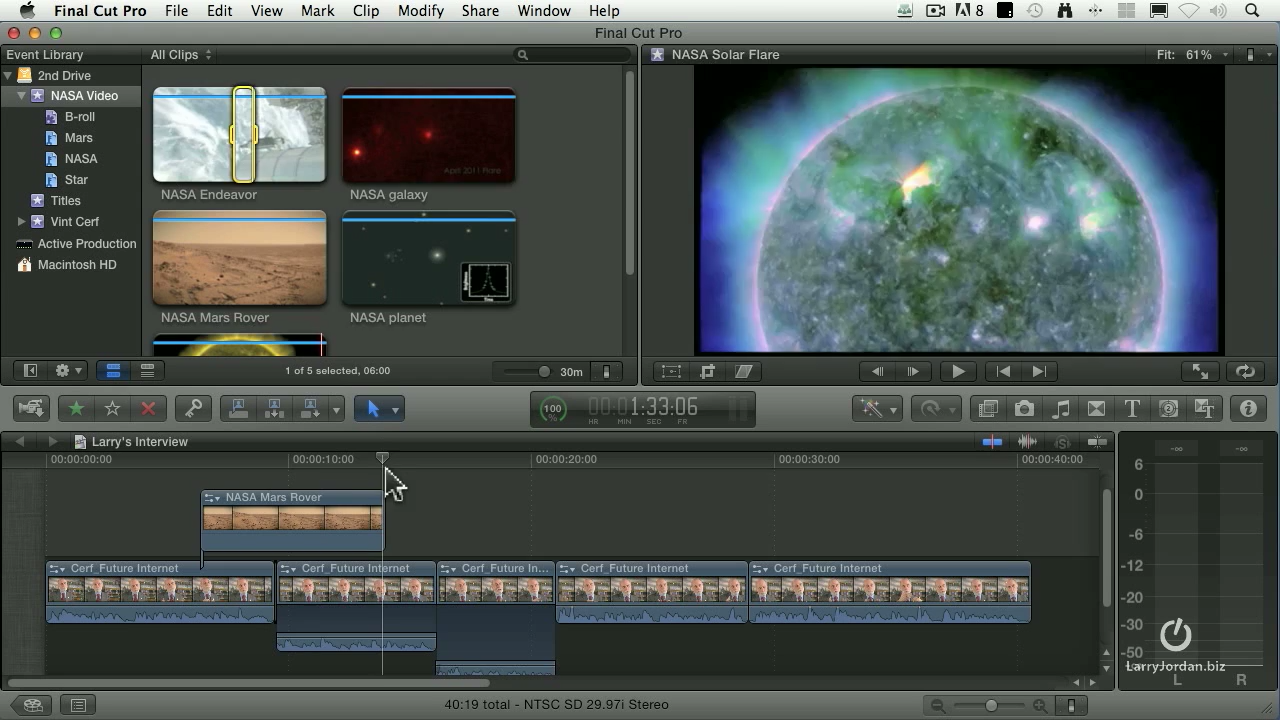 Final Cut Pro File Edit View Mark Clip Modify Share Window Help 8
Final Cut Pro
Event Library
All Clips
NASA Solar Flare
Fit: 61%
2nd Drive
NASA Video
B-roll
Mars
NASA
Star
Titles
Vint Cerf
Active Production
Macintosh HD
April 2011 Flare
NASA Endeavor
NASA galaxy
Brightness
Time
NASA Mars Rover
NASA planet
1 of 5 selected, 06:00
30m
100
%
00:01:33:06
HR MIN SEC FR
Larry's Interview
00:00:00:00
00:00:10:00
00:00:20:00
00:00:30:00
00:00:40:00
NASA Mars Rover
Cerf_Future Internet
Cerf_Future Internet
Cerf_Future In...
Cerf_Future Internet
Cerf_Future Internet
-∞ -∞
6
0
-6
-12
-20
-30
-50
L R
LarryJordan.biz
40:19 total - NTSC SD 29.97i Stereo